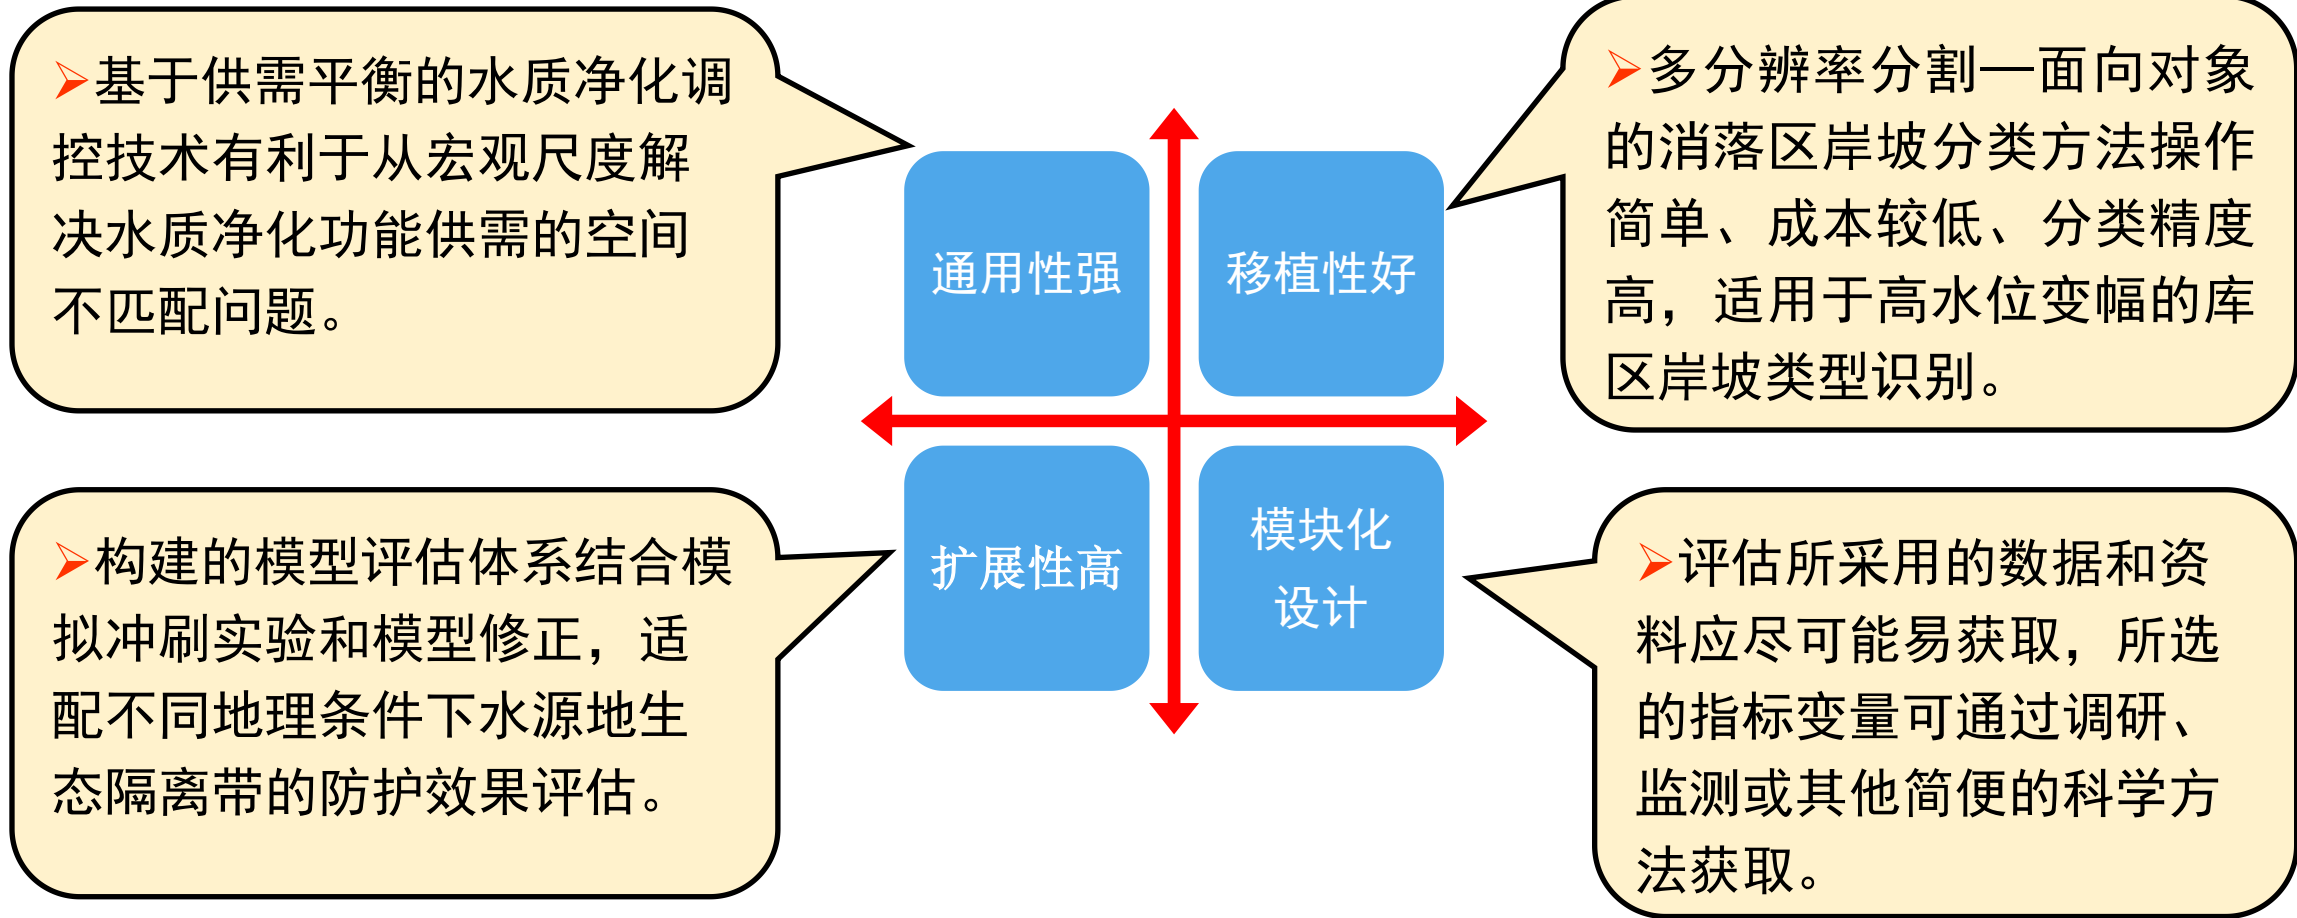 ➢基于供需平衡的水质净化调
控技术有利于从宏观尺度解
决水质净化功能供需的空间
不匹配问题。
➢多分辨率分割—面向对象
的消落区岸坡分类方法操作
简单、成本较低、分类精度
高，适用于高水位变幅的库
区岸坡类型识别。
通用性强
移植性好
扩展性高
模块化
设计
➢构建的模型评估体系结合模
拟冲刷实验和模型修正，适
配不同地理条件下水源地生
态隔离带的防护效果评估。
➢评估所采用的数据和资
料应尽可能易获取，所选
的指标变量可通过调研、
监测或其他简便的科学方
法获取。